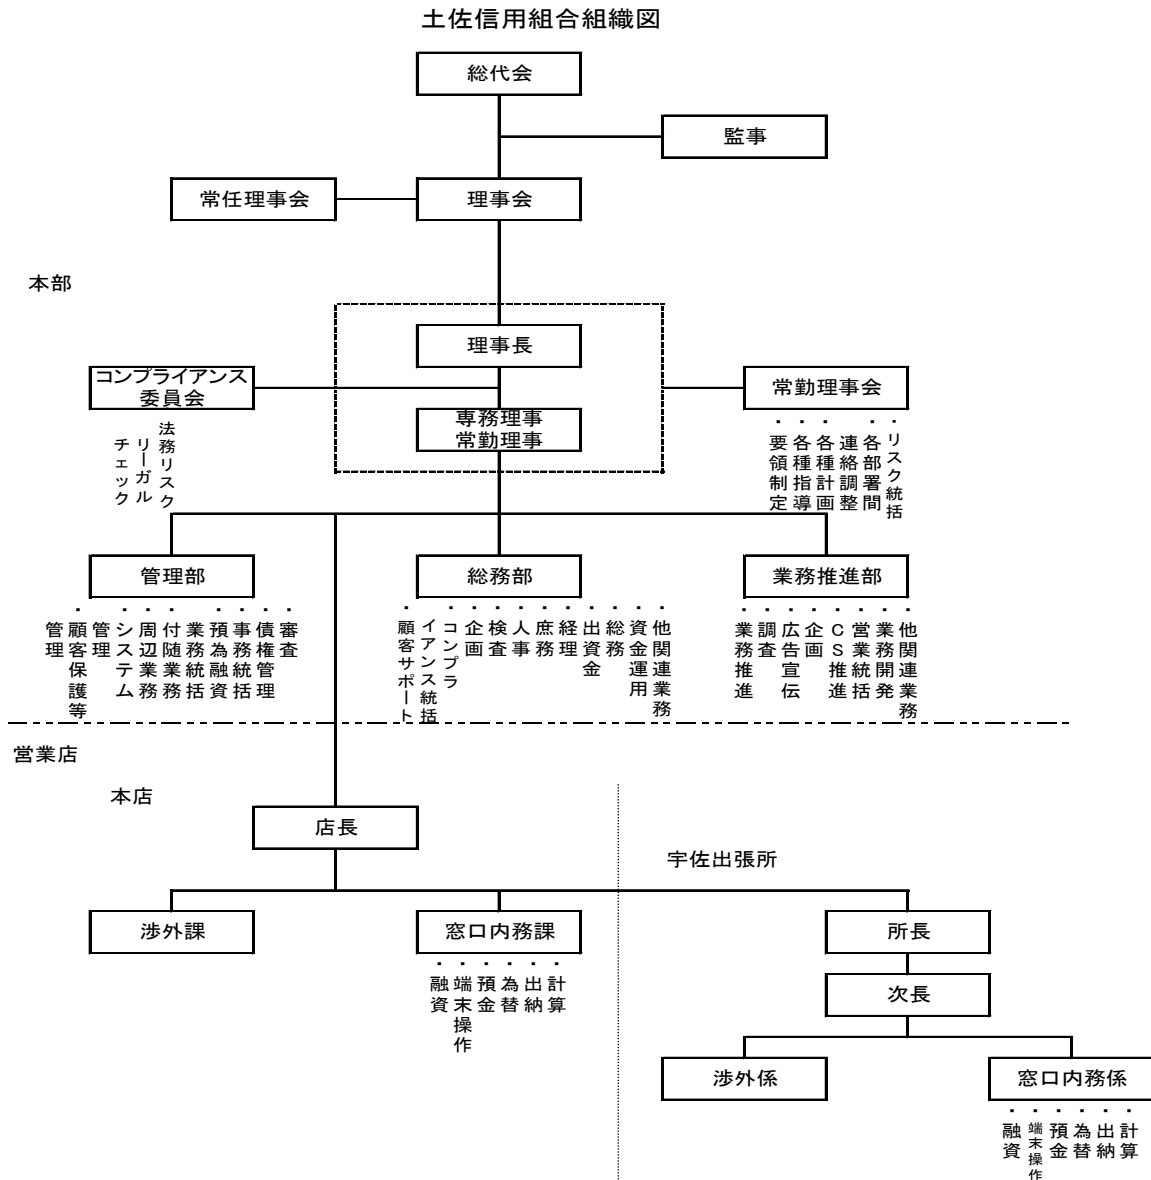 土佐信用組合組織図
総代会
監事
常任理事会
理事会
本部
理事長
コンプライアンス
委員会
常勤理事会
専務理事
常勤理事
法務リスク
リーガル
チェック
・リスク統括
・各部署間
連絡調整
・各種計画
・各種指導
・要領制定
管理部
総務部
業務推進部
・審査
・債権管理
・事務統括
・預為融資
業務統括
・付随業務
・周辺業務
・システム
管理
・顧客保護等
管理
・他関連業務
・資金運用
・総務
・出資金
・経理
・庶務
・人事
・検査
・企画
・コンプラ
イアンス統括
・顧客サポート
・他関連業務
・業務開発
・営業統括
・CS推進
・企画
・広告宣伝
・調査
・業務推進
営業店
本店
店長
宇佐出張所
渉外課
窓口内務課
所長
・計算
・出納
・為替
・預金
・端末操作
・融資
次長
渉外係
窓口内務係
・計算
・出納
・為替
・預金
・端末操作
・融資